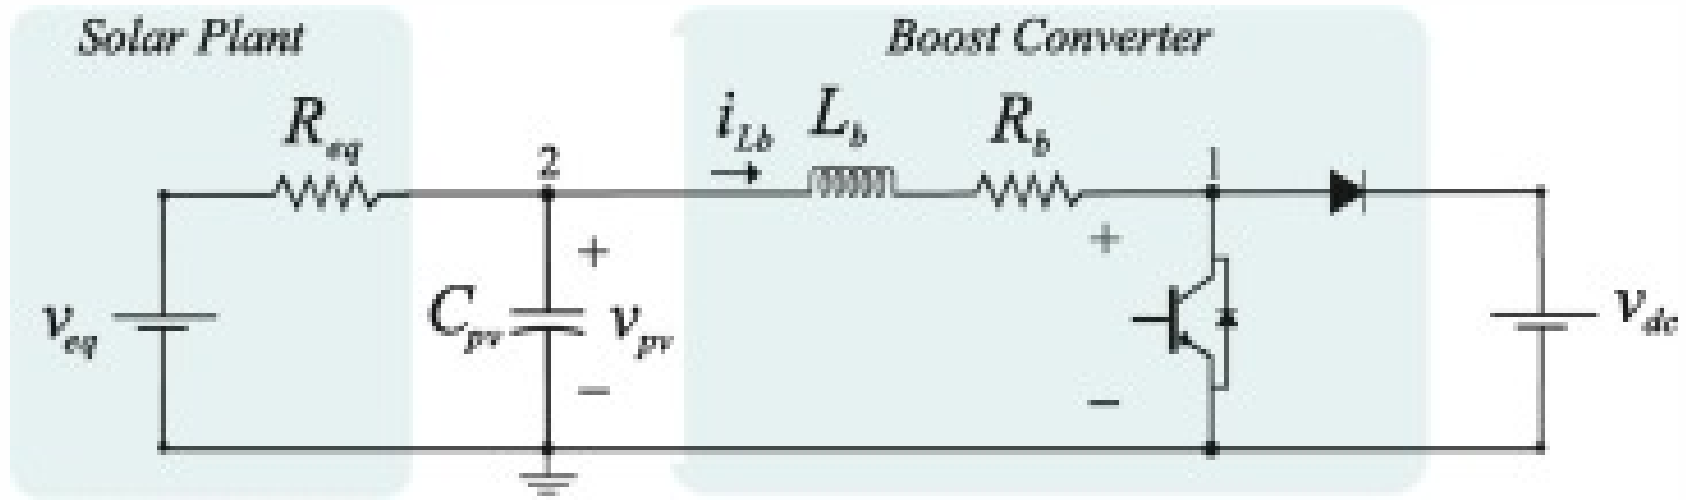 Solar Plant
Boost Converter
R_eq
2
i_Lb
L_b
R_b
1
+
+
v_eq
C_pv
v_pv
v_dc
−
−